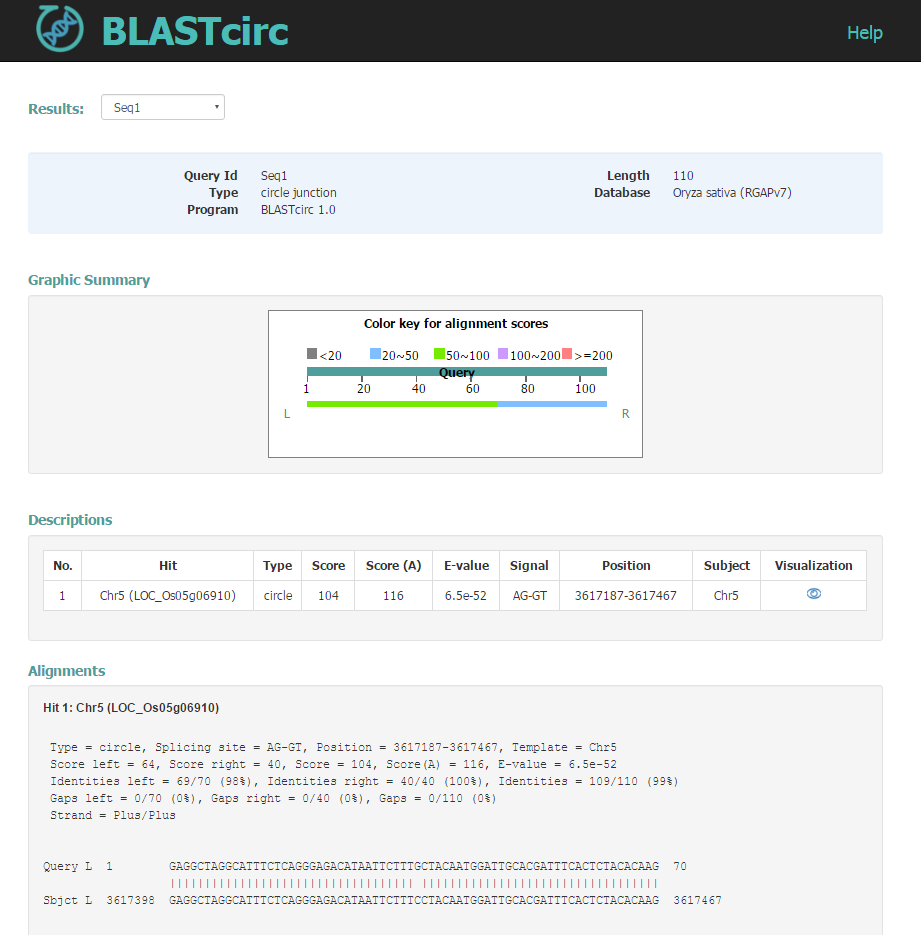 BLASTcirc
Help
Results: Seq1
Query Id Seq1 Length 110
Type circle junction Database Oryza sativa (RGAPv7)
Program BLASTcirc 1.0
Graphic Summary
Color key for alignment scores
<20 20~50 50~100 100~200 >=200
Query
1 20 40 60 80 100
L R
Descriptions
No. Hit Type Score Score (A) E-value Signal Position Subject Visualization
1 Chr5 (LOC_Os05g06910) circle 104 116 6.5e-52 AG-GT 3617187-3617467 Chr5
Alignments
Hit 1: Chr5 (LOC_Os05g06910)
Type = circle, Splicing site = AG-GT, Position = 3617187-3617467, Template = Chr5
Score left = 64, Score right = 40, Score = 104, Score(A) = 116, E-value = 6.5e-52
Identities left = 69/70 (98%), Identities right = 40/40 (100%), Identities = 109/110 (99%)
Gaps left = 0/70 (0%), Gaps right = 0/40 (0%), Gaps = 0/110 (0%)
Strand = Plus/Plus
Query L 1 GAGGCTAGGCATTTCTCAGGGAGACATAATTCTTTGCTACAATGGATTGCACGATTTCACTCTACACAAG 70
|||||||||||||||||||||||||||||||||||| ||||||||||||||||||||||||||||||||||
Sbjct L 3617398 GAGGCTAGGCATTTCTCAGGGAGACATAATTCTTTCCTACAATGGATTGCACGATTTCACTCTACACAAG 3617467